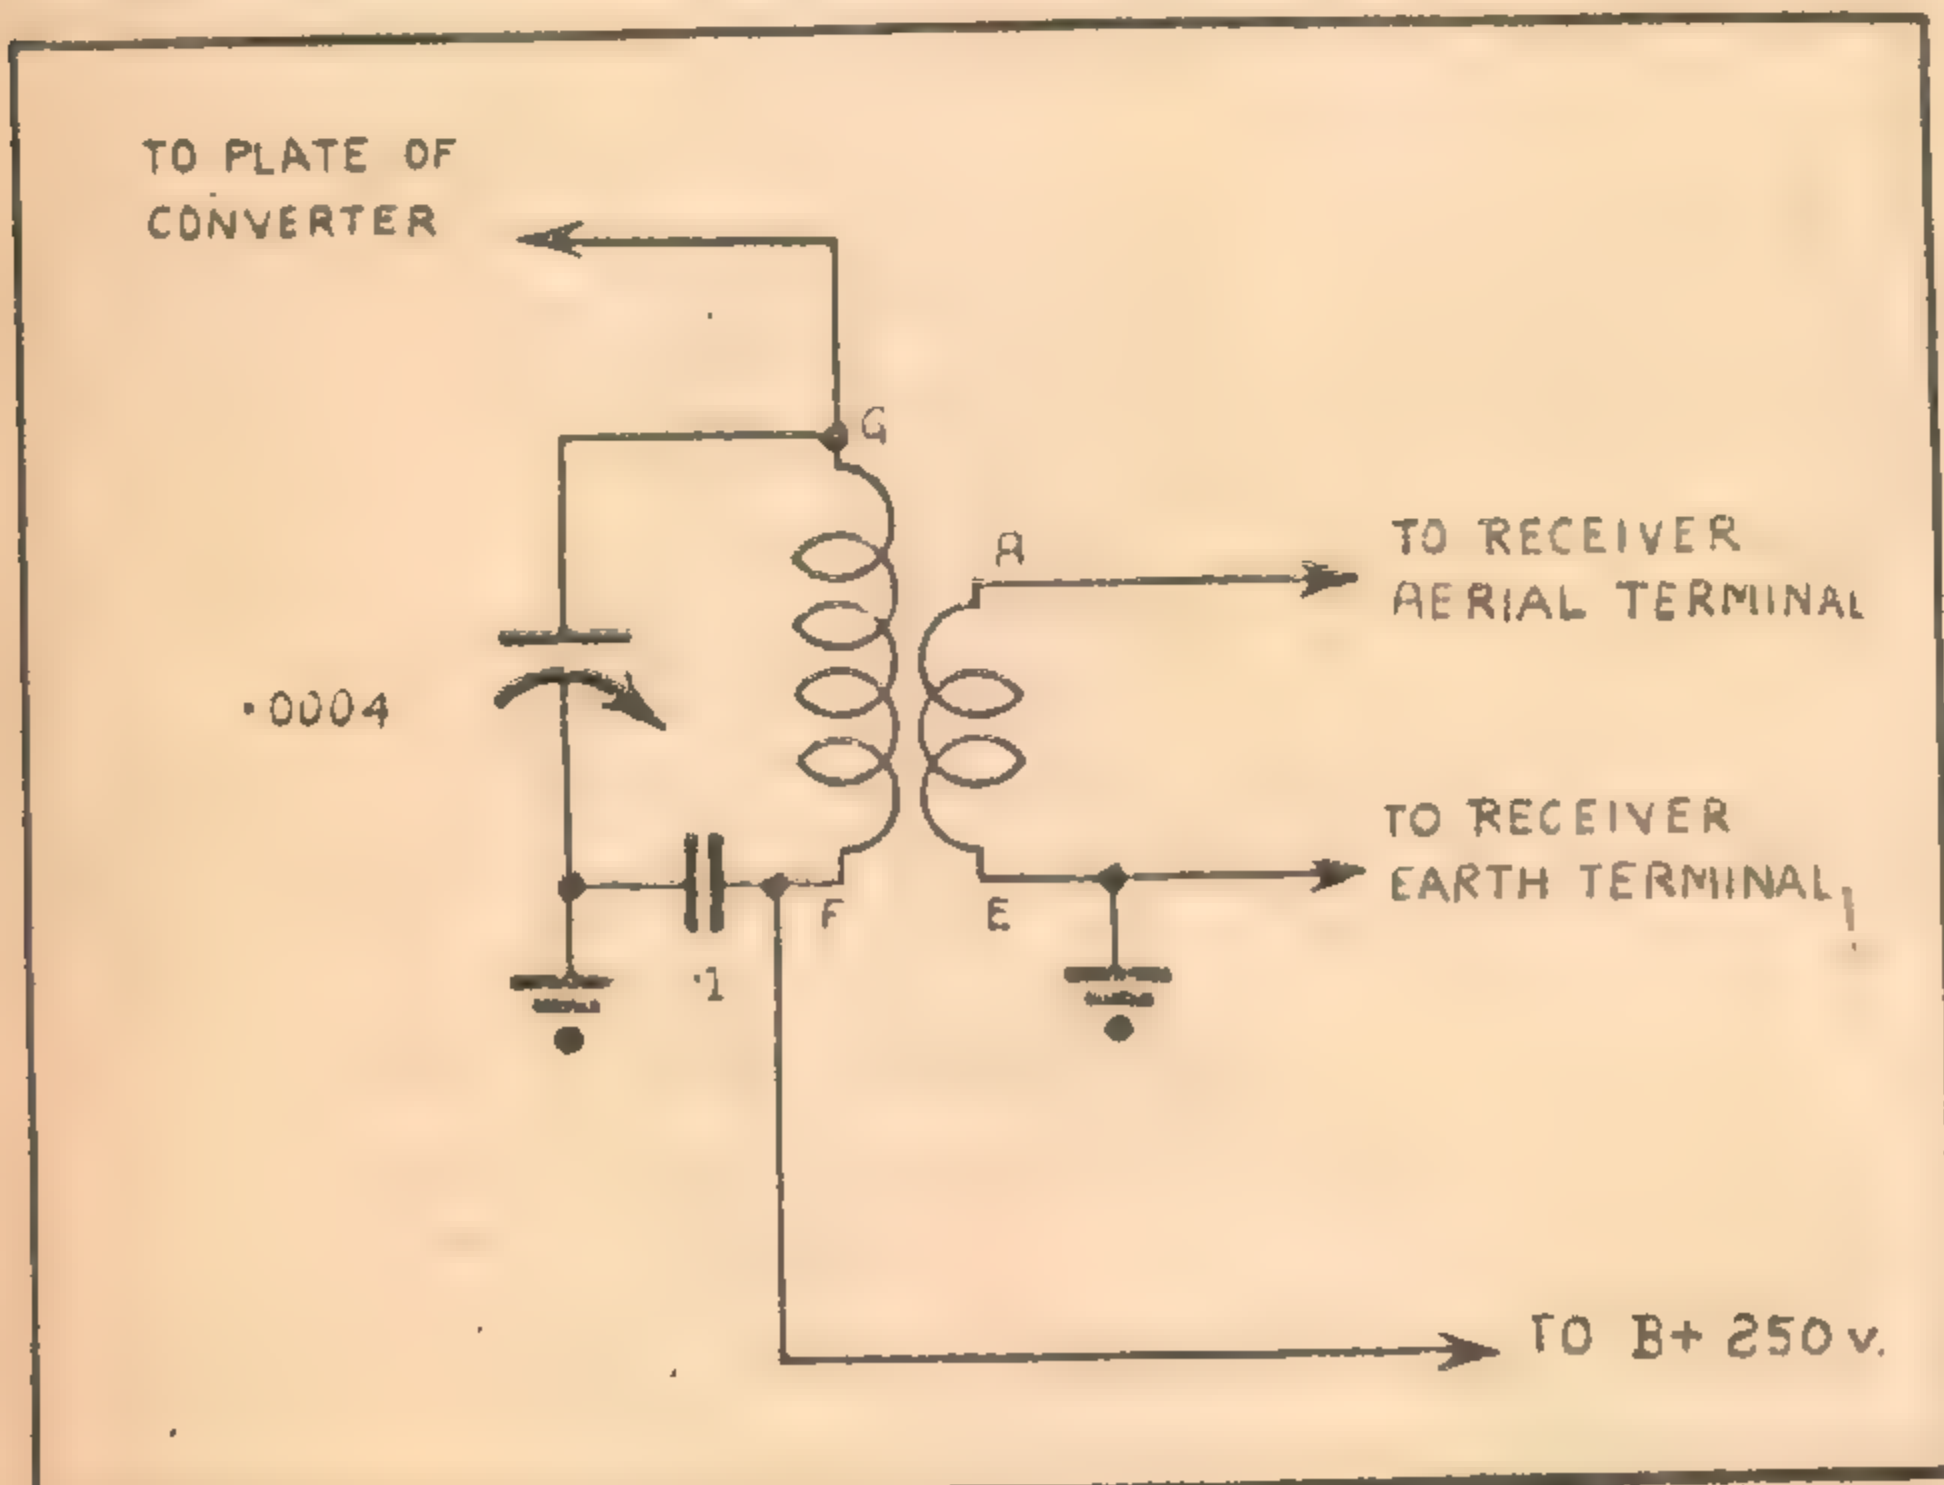 TO PLATE OF
CONVERTER
G
A
TO RECEIVER
AERIAL TERMINAL
.0004
TO RECEIVER
EARTH TERMINAL
F
E
.1
TO B+ 250 v.